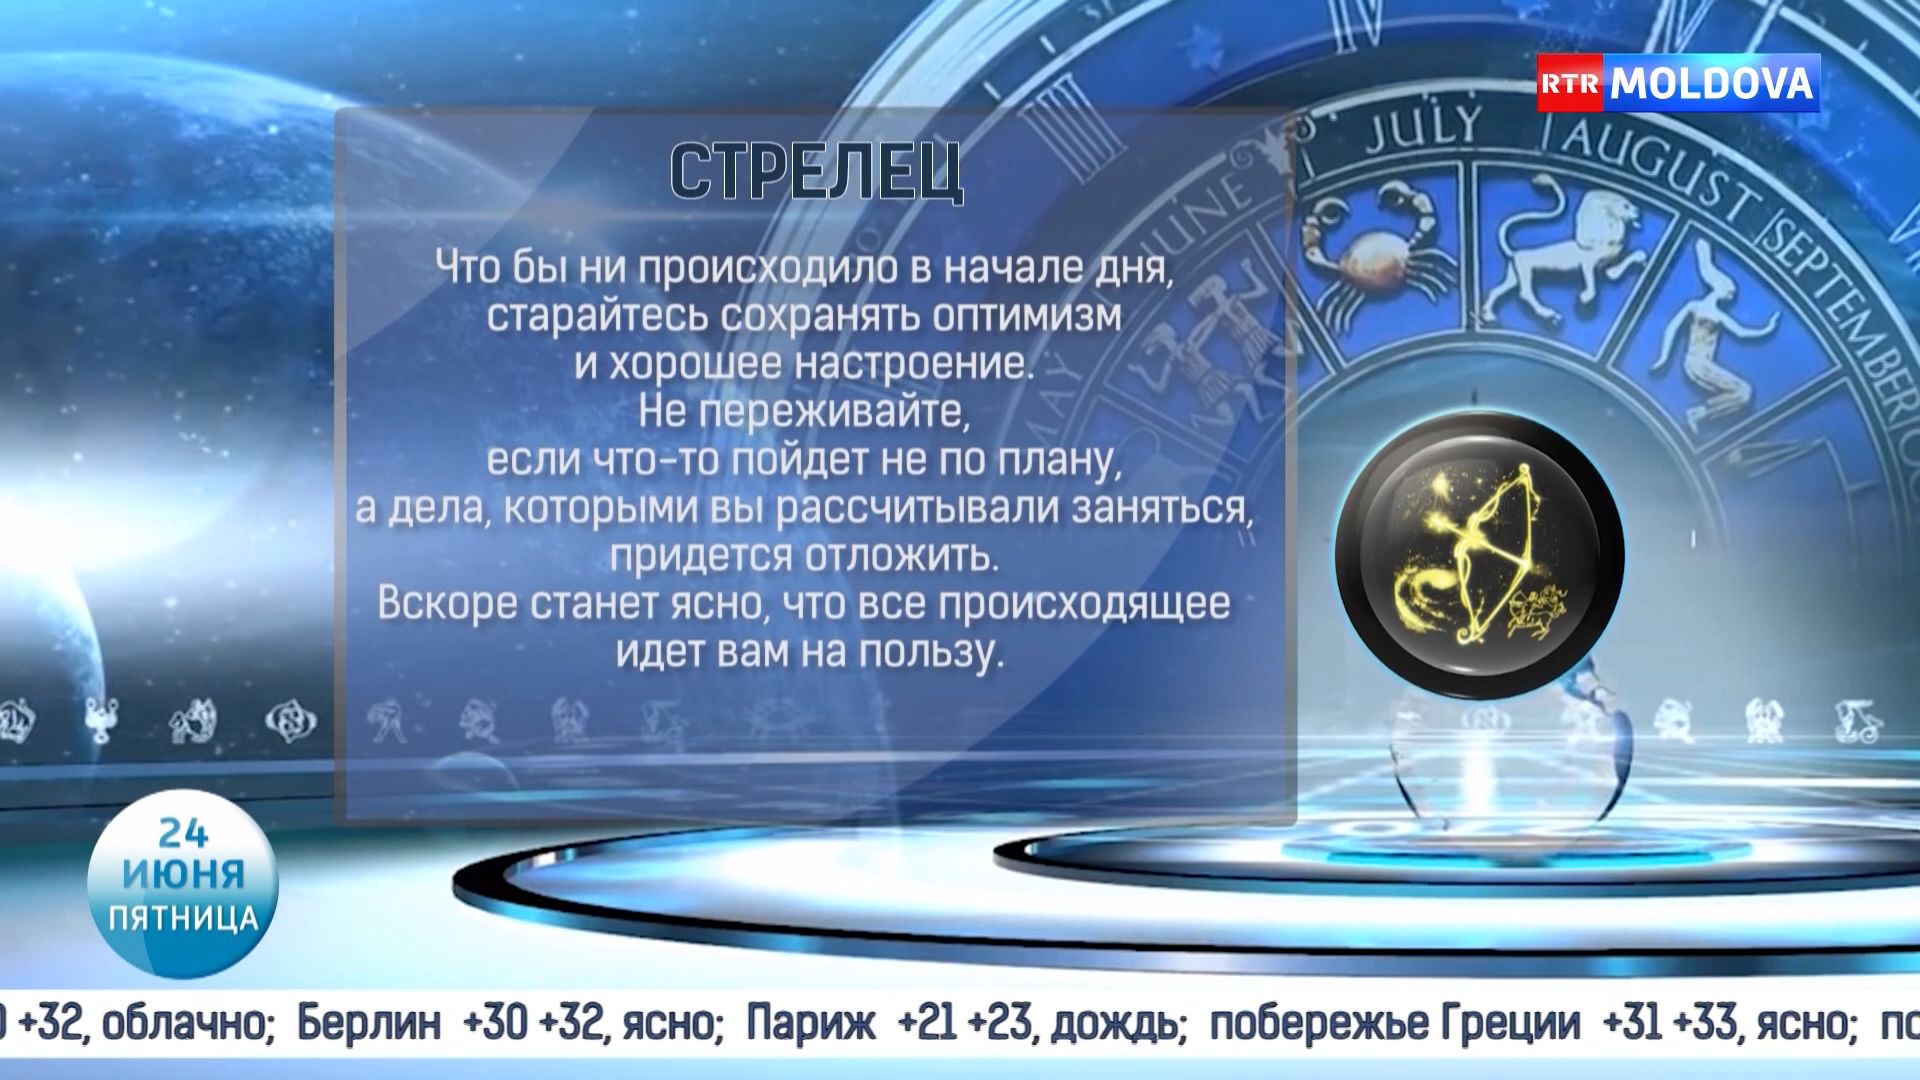 RTR MOLDOVA
III
IV
JUNE
JULY
AUGUST
SEPTEMBER
MAY
СТРЕЛЕЦ
Что бы ни происходило в начале дня,
старайтесь сохранять оптимизм
и хорошее настроение.
Не переживайте,
если что-то пойдет не по плану,
а дела, которыми вы рассчитывали заняться,
придется отложить.
Вскоре станет ясно, что все происходящее
идет вам на пользу.
24
ИЮНЯ
ПЯТНИЦА
+32, облачно; Берлин +30 +32, ясно; Париж +21 +23, дождь; побережье Греции +31 +33, ясно;